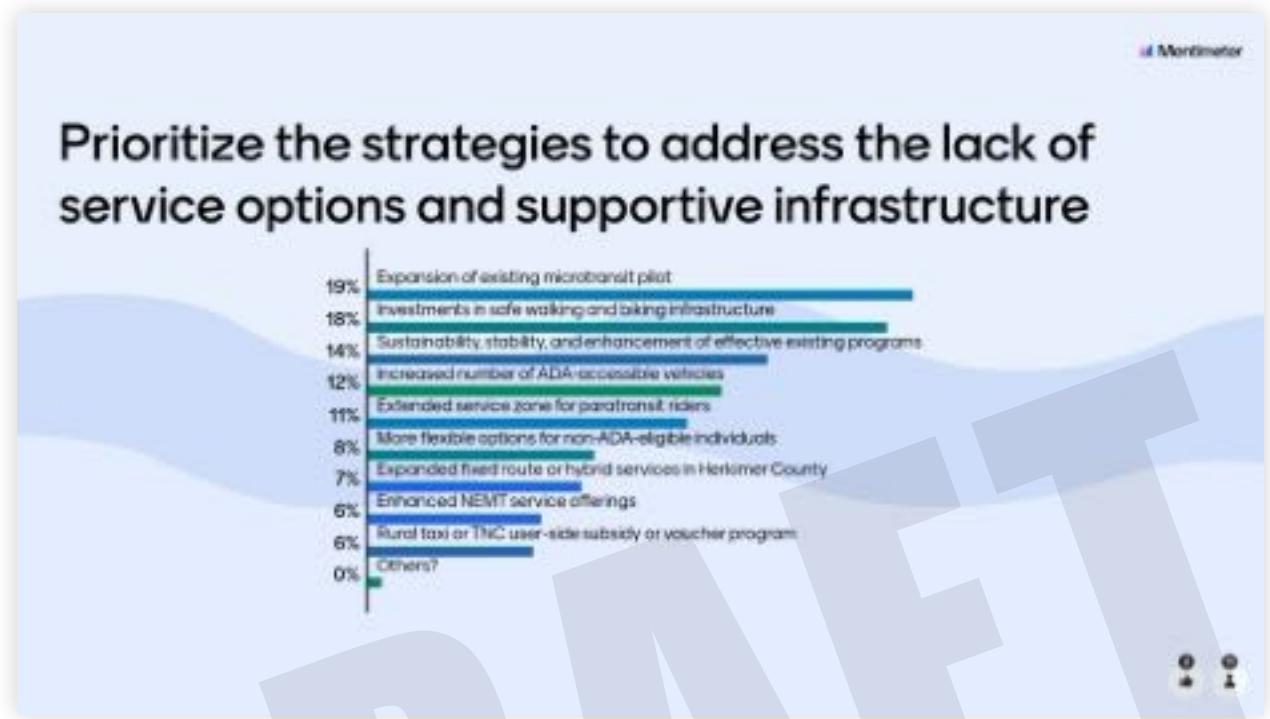 Mentimeter
Prioritize the strategies to address the lack of
service options and supportive infrastructure
19% Expansion of existing microtransit pilot
18% Investments in safe walking and biking infrastructure
14% Sustainability, stability, and enhancement of effective existing programs
12% Increased number of ADA-accessible vehicles
11% Extended service zone for paratransit riders
8% More flexible options for non-ADA-eligible individuals
7% Expanded fixed route or hybrid services in Herkimer County
6% Enhanced NEMT service offerings
6% Rural taxi or TNC user-side subsidy or voucher program
0% Others?
DRAFT